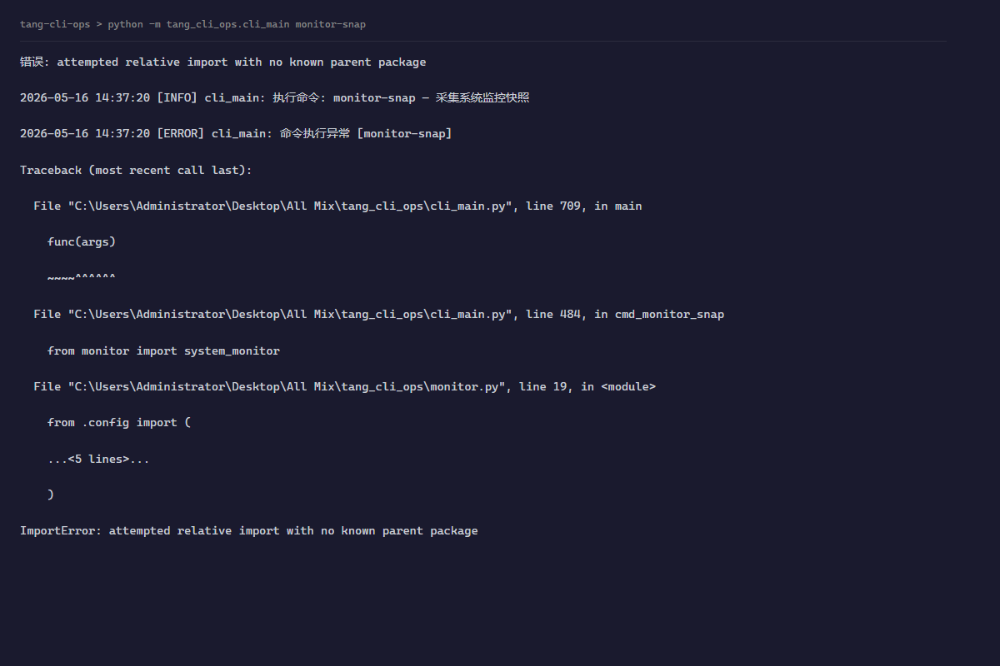 tang-cli-ops > python -m tang_cli_ops.cli_main monitor-snap
错误: attempted relative import with no known parent package
2026-05-16 14:37:20 [INFO] cli_main: 执行命令: monitor-snap — 采集系统监控快照
2026-05-16 14:37:20 [ERROR] cli_main: 命令执行异常 [monitor-snap]
Traceback (most recent call last):
  File "C:\Users\Administrator\Desktop\All Mix\tang_cli_ops\cli_main.py", line 709, in main
    func(args)
    ~~~~^^^^^^
  File "C:\Users\Administrator\Desktop\All Mix\tang_cli_ops\cli_main.py", line 484, in cmd_monitor_snap
    from monitor import system_monitor
  File "C:\Users\Administrator\Desktop\All Mix\tang_cli_ops\monitor.py", line 19, in <module>
    from .config import (
    ...<5 lines>...
    )
ImportError: attempted relative import with no known parent package